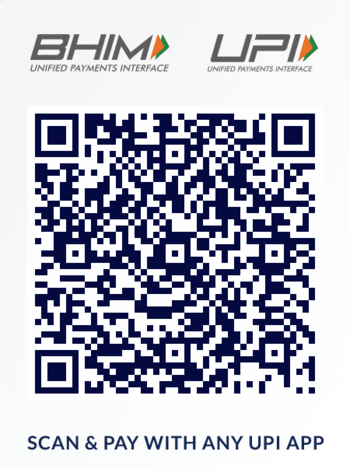 BHIM UPI
UNIFIED PAYMENTS INTERFACE UNIFIED PAYMENTS INTERFACE
SCAN & PAY WITH ANY UPI APP